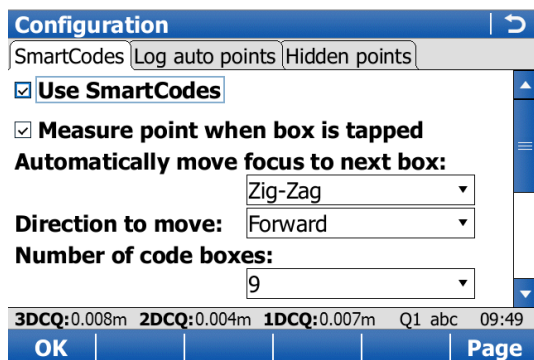 Configuration
SmartCodes Log auto points Hidden points
Use SmartCodes
Measure point when box is tapped
Automatically move focus to next box:
Zig-Zag
Direction to move: Forward
Number of code boxes:
9
3DCQ:0.008m 2DCQ:0.004m 1DCQ:0.007m Q1 abc 09:49
OK Page